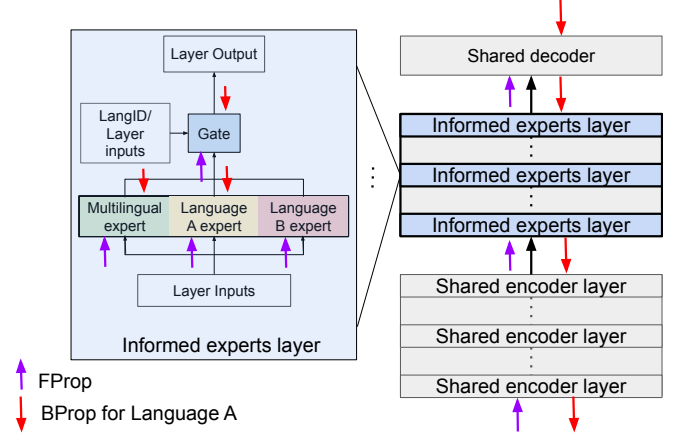 Layer Output
LangID/
Layer
inputs
Gate
Multilingual
expert
Language
A expert
Language
B expert
Layer Inputs
Informed experts layer
FProp
BProp for Language A
Shared decoder
Informed experts layer
Informed experts layer
Informed experts layer
Shared encoder layer
Shared encoder layer
Shared encoder layer